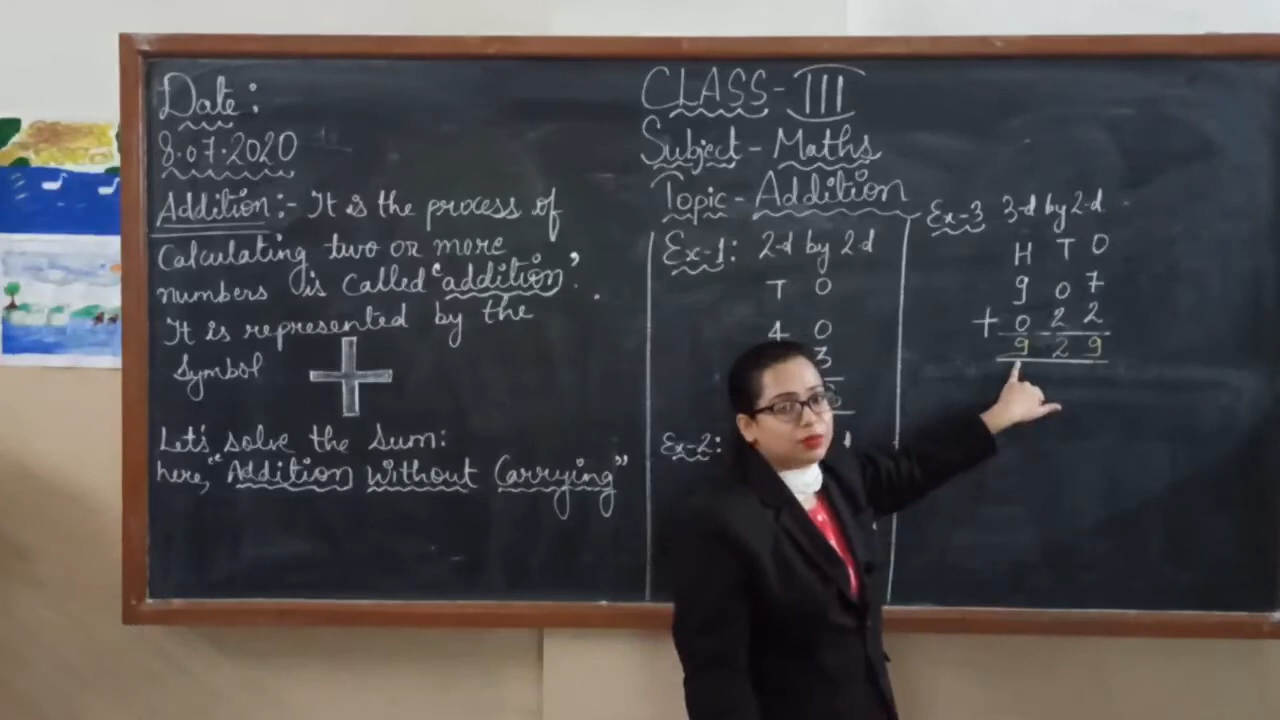 Date:
8.07.2020
Addition:- It is the process of
Calculating two or more
numbers is called "addition".
It is represented by the
Symbol +
Let's solve the Sum:
here, "Addition Without Carrying"
CLASS-III
Subject - Maths
Topic - Addition
Ex-1: 2-d by 2-d
T O
4 0
3
Ex-2:
Ex-3 3-d by 2-d
H T O
9 0 7
+ 0 2 2
9 2 9